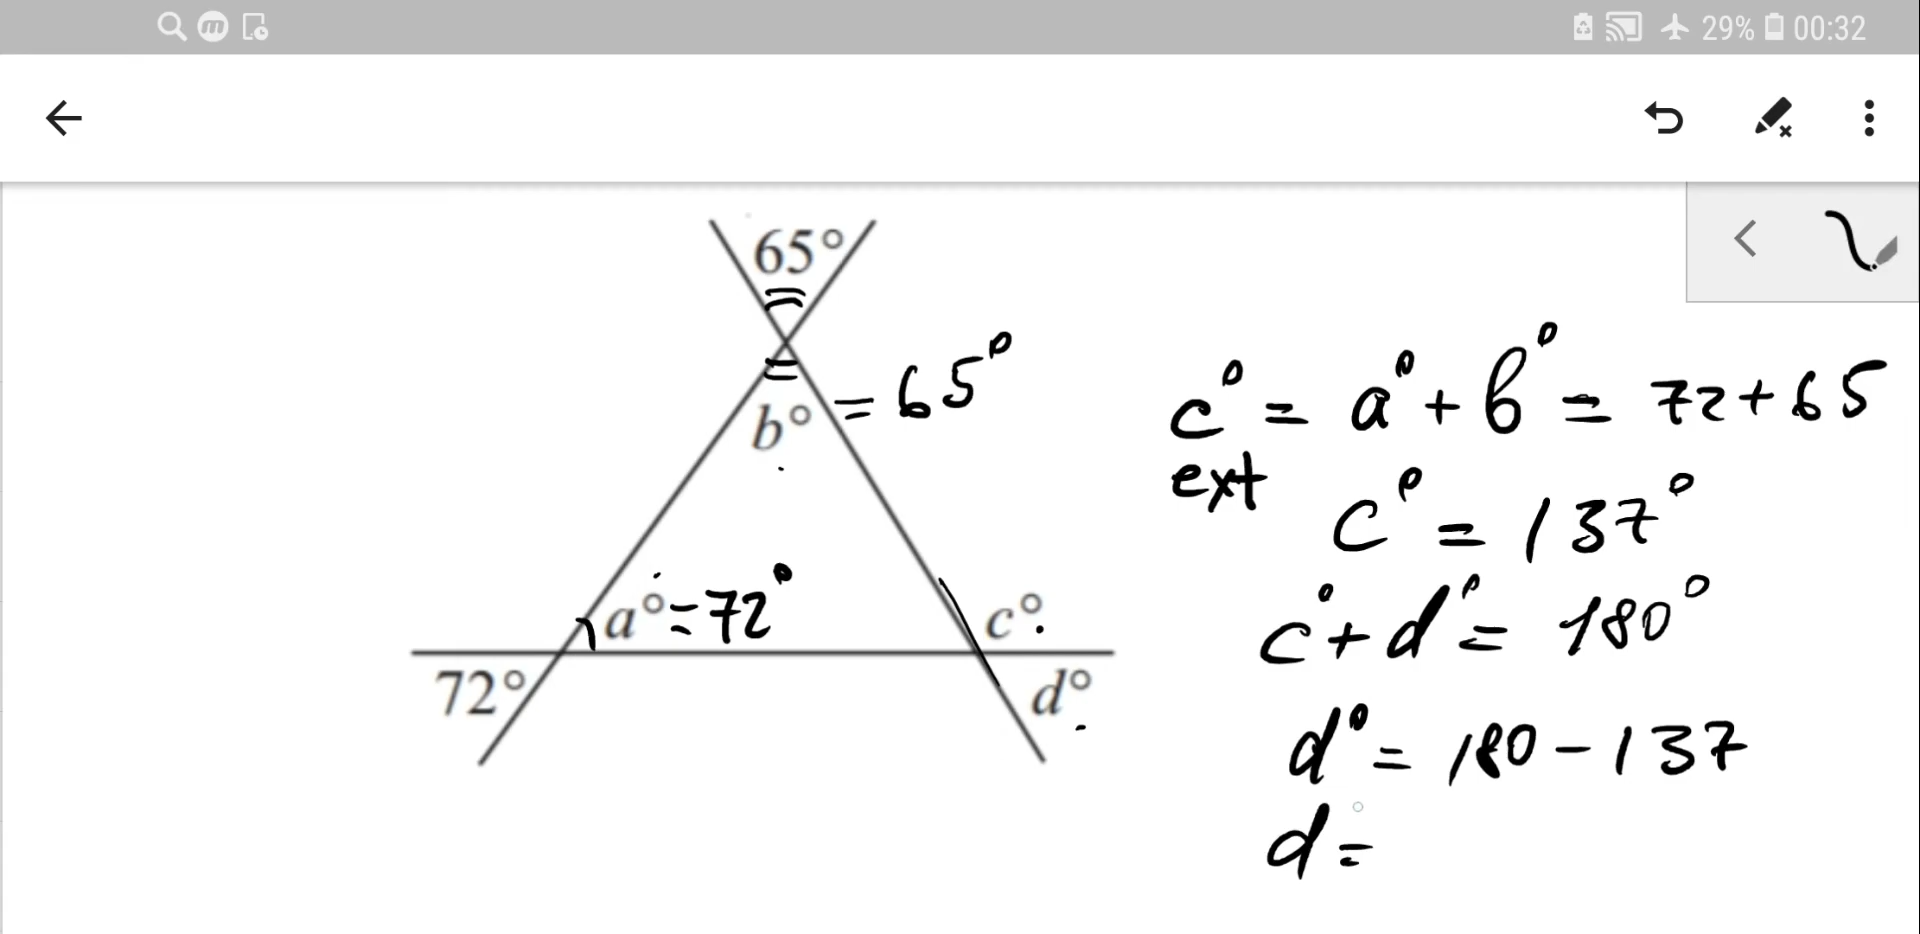 29% 00:32
65°
b° = 65°
a° = 72°
c°
72°
d°
c° = a° + b° = 72 + 65
ext
c° = 137°
c° + d° = 180°
d° = 180 - 137
d =